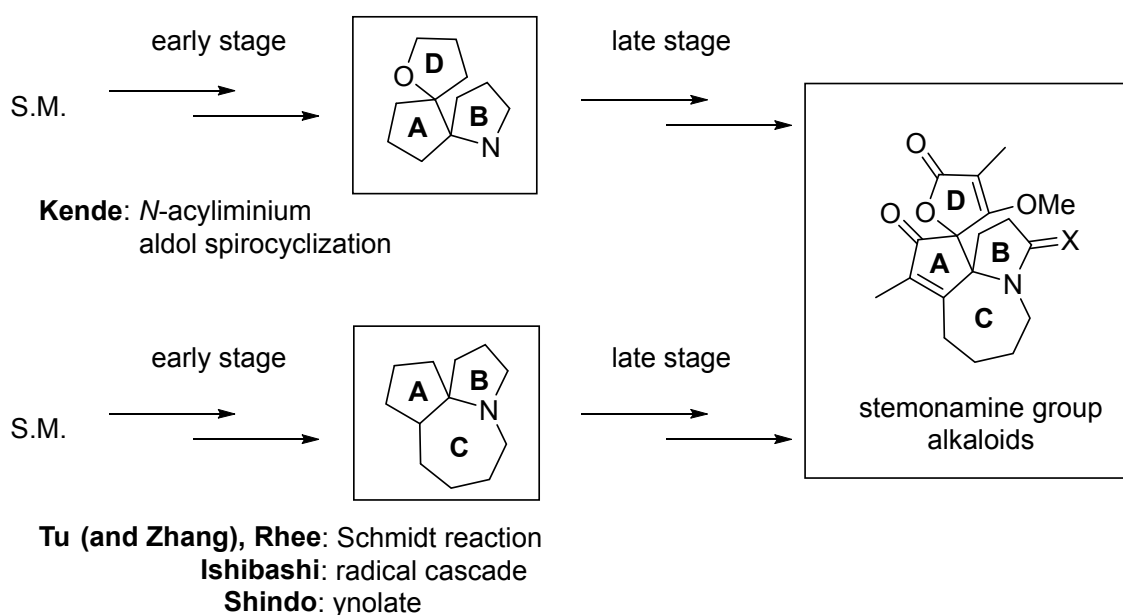 early stage
late stage
S.M.
O
D
A
B
N
Kende: N-acyliminium
aldol spirocyclization
O
O
D
O
OMe
A
B
X
N
C
early stage
late stage
S.M.
A
B
N
C
stemonamine group
alkaloids
Tu (and Zhang), Rhee: Schmidt reaction
Ishibashi: radical cascade
Shindo: ynolate